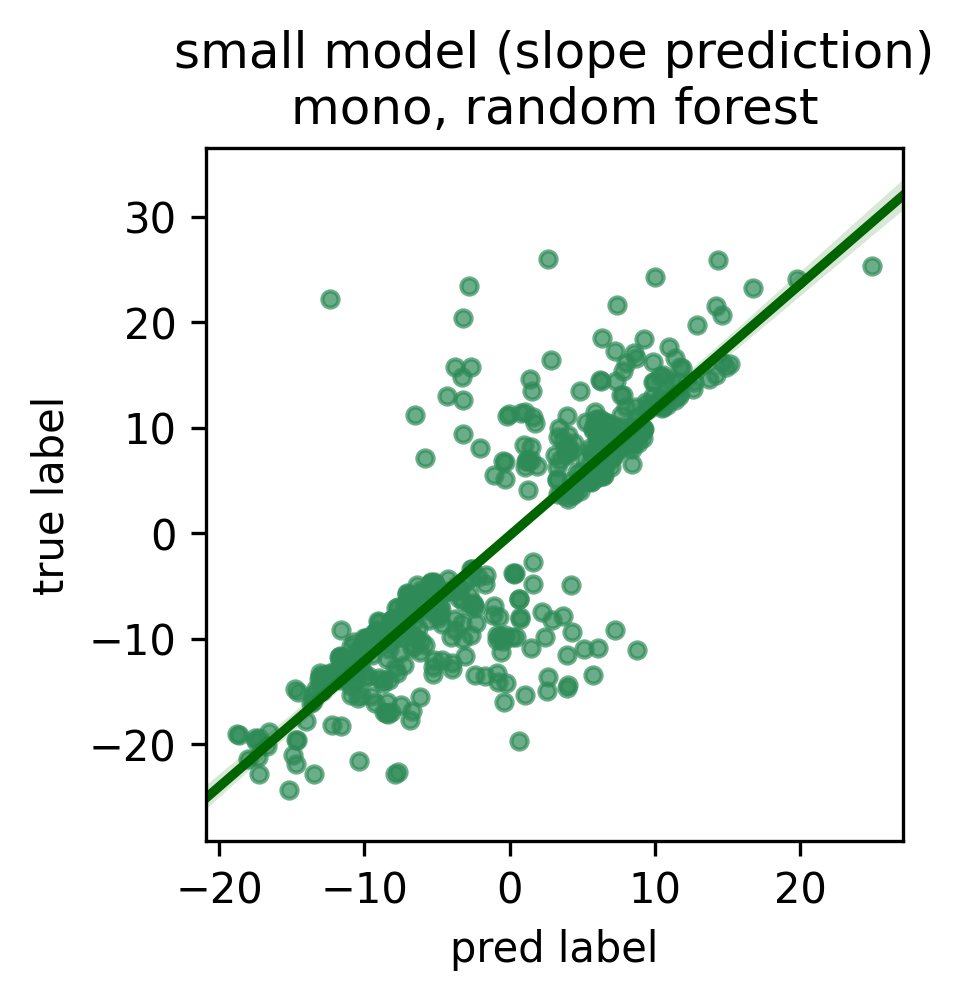 small model (slope prediction)
mono, random forest
30
20
10
0
−10
−20
true label
−20 −10 0 10 20
pred label